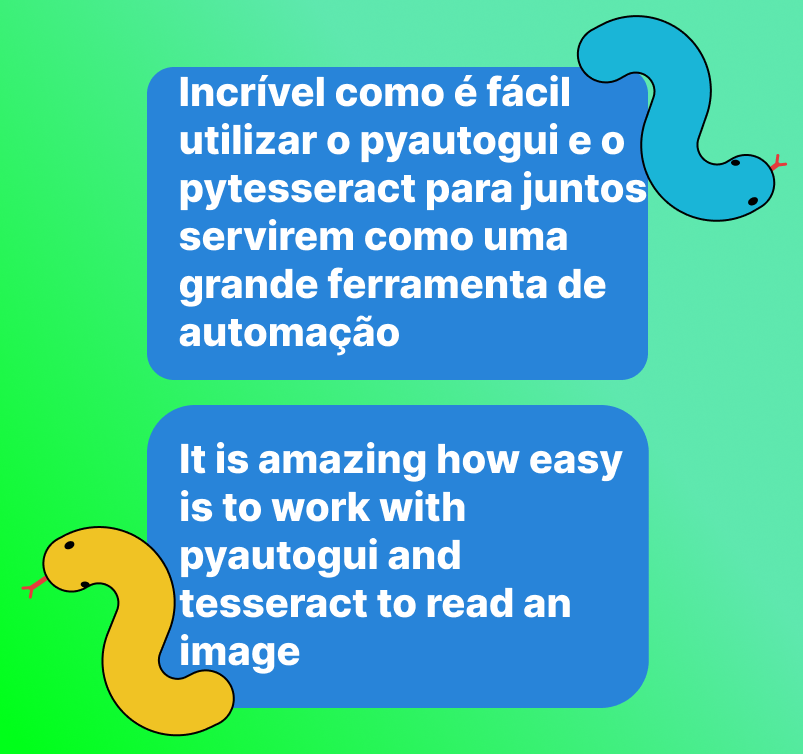 Incrível como é fácil
utilizar o pyautogui e o
pytesseract para juntos
servirem como uma
grande ferramenta de
automação
It is amazing how easy
is to work with
pyautogui and
tesseract to read an
image